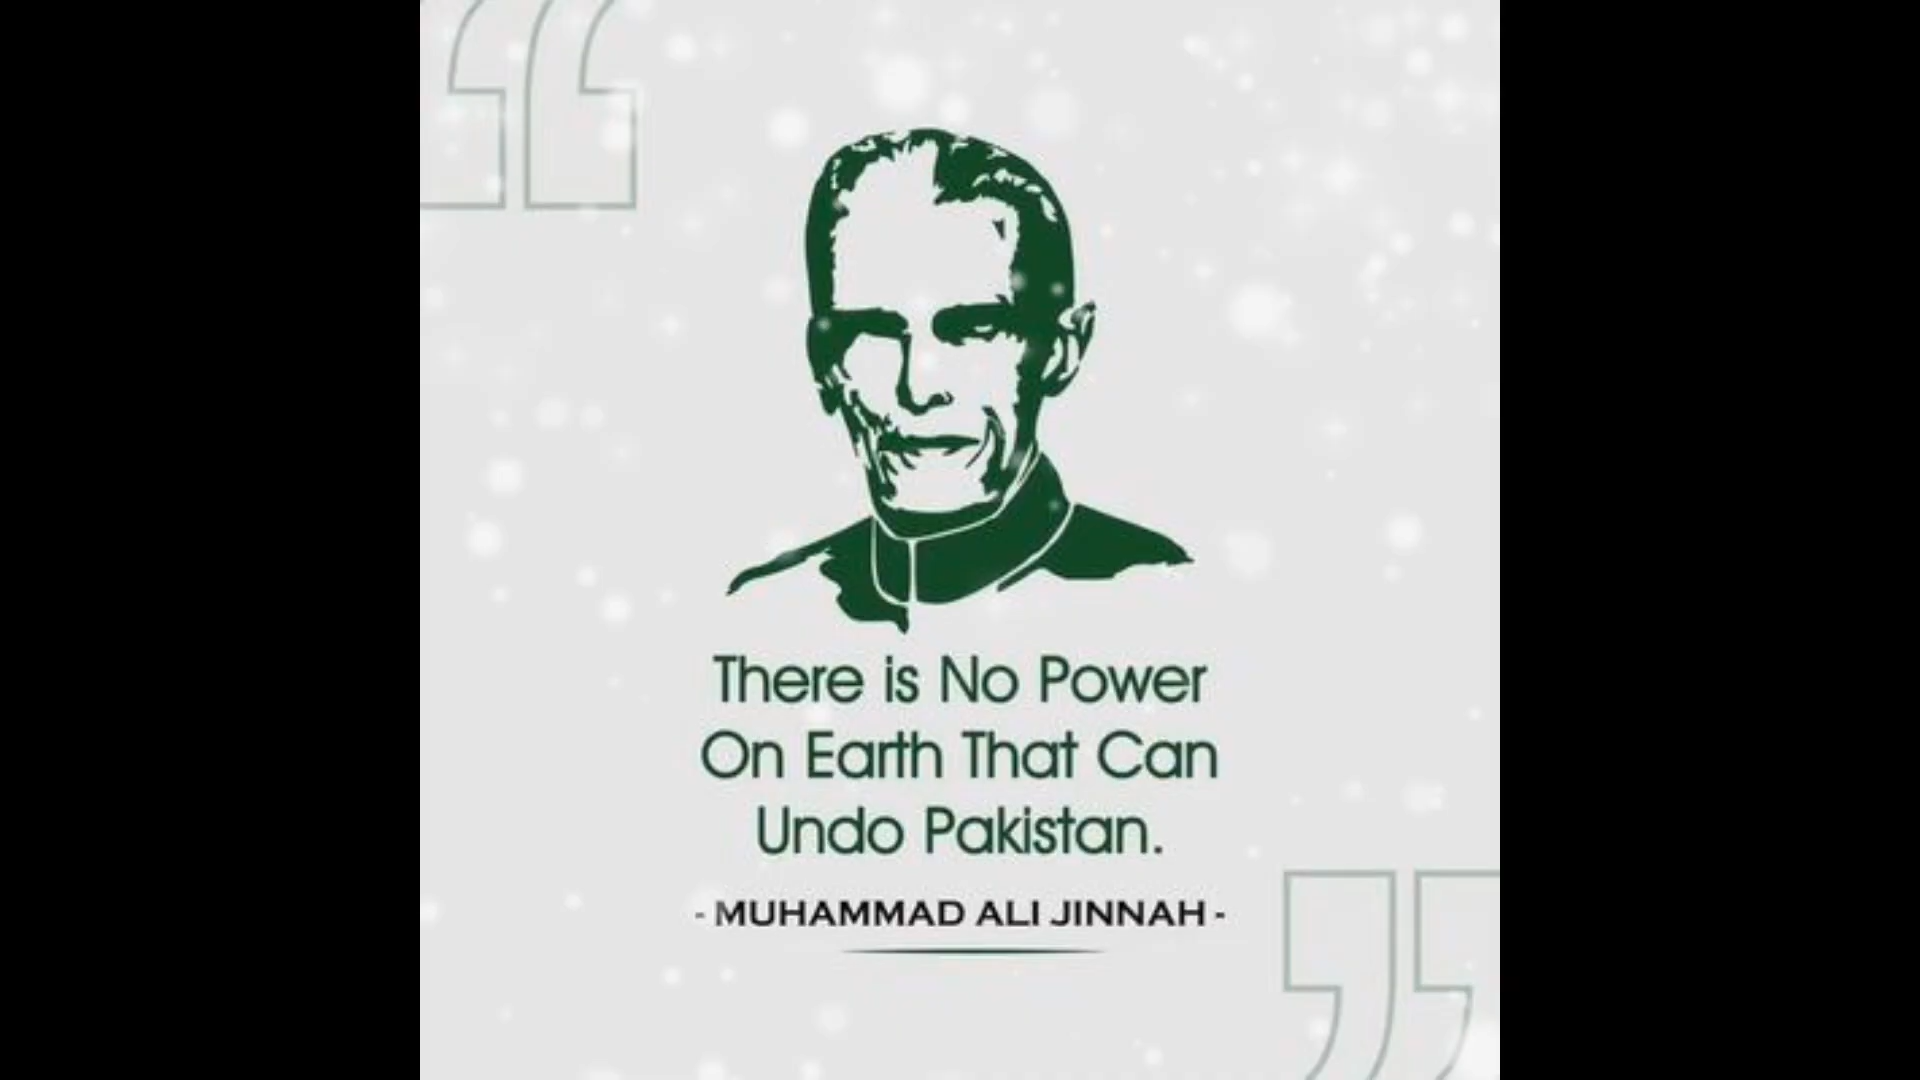 There is No Power
On Earth That Can
Undo Pakistan.
- MUHAMMAD ALI JINNAH -